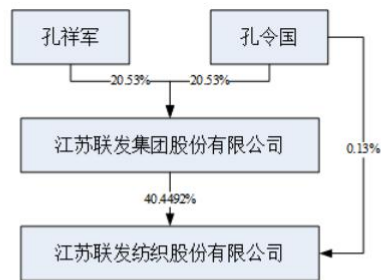 孔祥军
孔令国
20.53%
20.53%
江苏联发集团股份有限公司
0.13%
40.4492%
江苏联发纺织股份有限公司